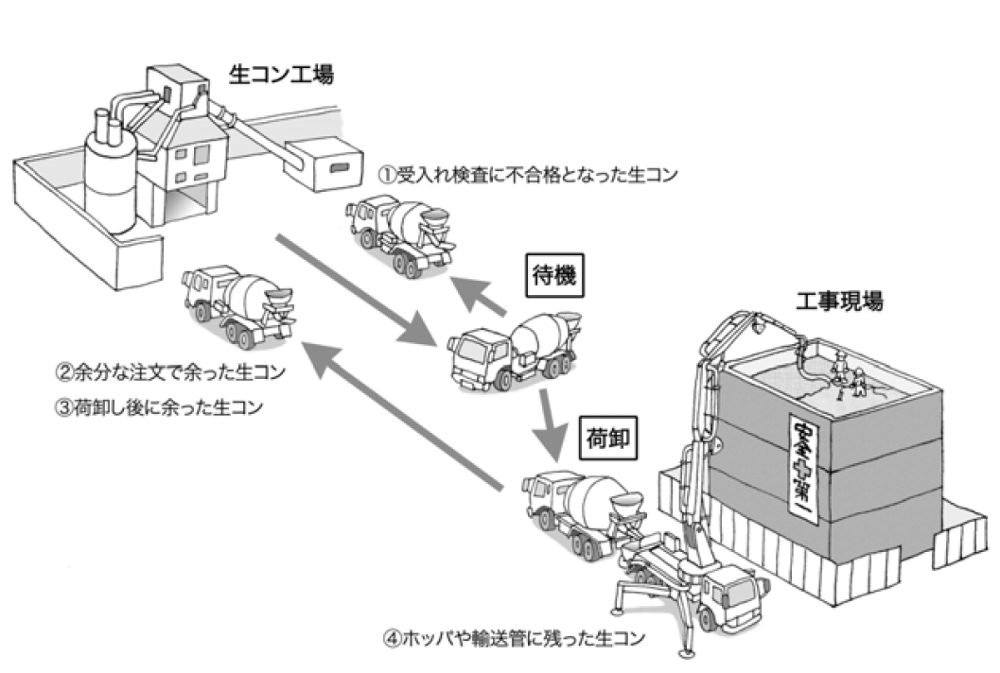 生コン工場
①受入れ検査に不合格となった生コン
待機
工事現場
②余分な注文で余った生コン
③荷卸し後に余った生コン
荷卸
安全十第一
④ホッパや輸送管に残った生コン